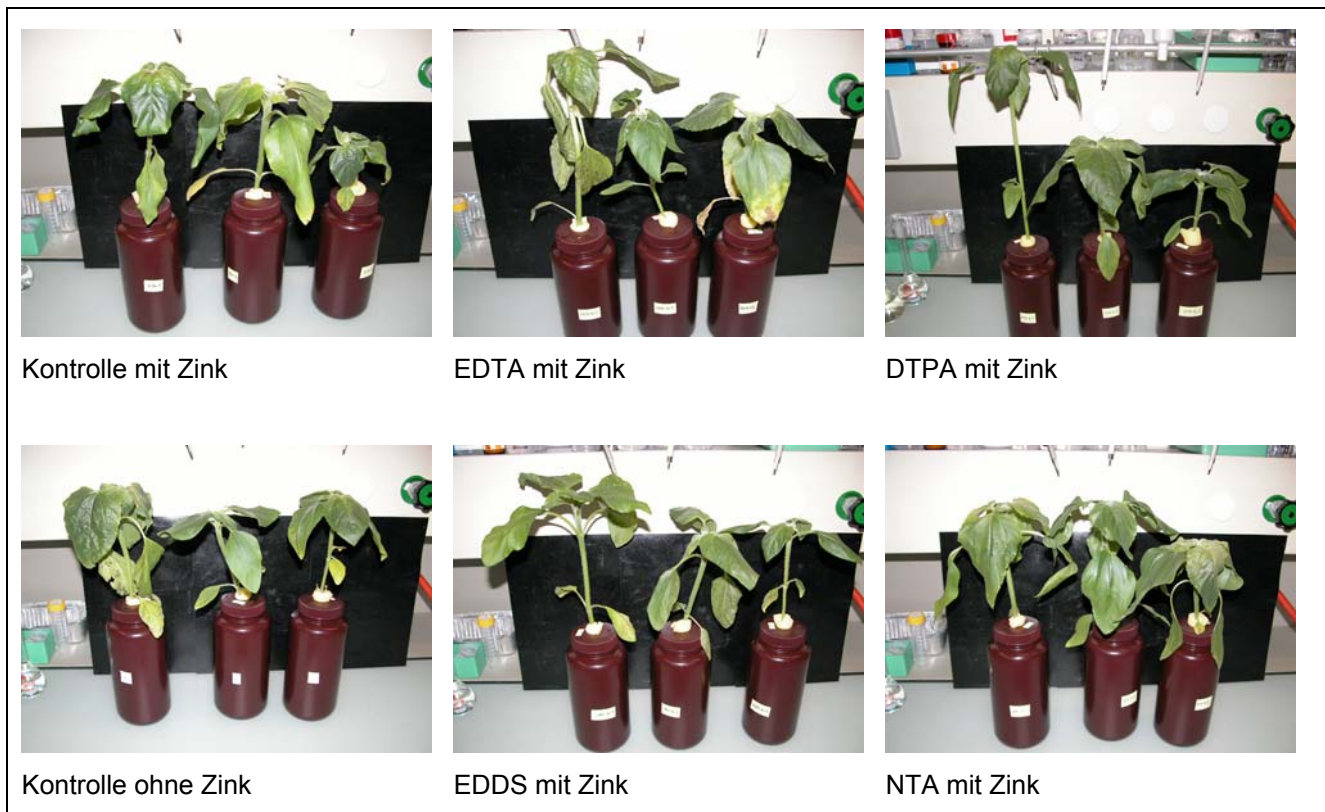 Kontrolle mit Zink
EDTA mit Zink
DTPA mit Zink
Kontrolle ohne Zink
EDDS mit Zink
NTA mit Zink